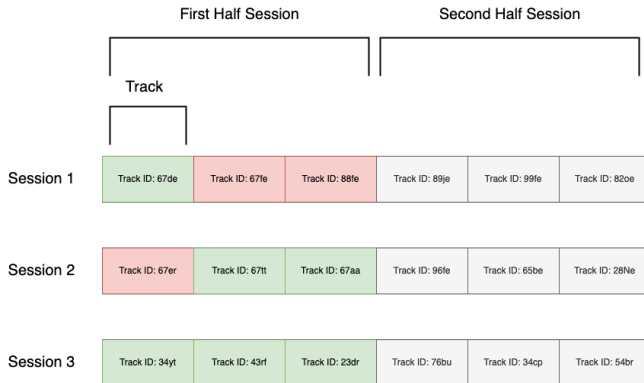 First Half Session Second Half Session
Track
Session 1 Track ID: 67de Track ID: 67fe Track ID: 88fe Track ID: 89je Track ID: 99fe Track ID: 82oe
Session 2 Track ID: 67er Track ID: 67tt Track ID: 67aa Track ID: 96fe Track ID: 65be Track ID: 28Ne
Session 3 Track ID: 34yt Track ID: 43rf Track ID: 23dr Track ID: 76bu Track ID: 34cp Track ID: 54br